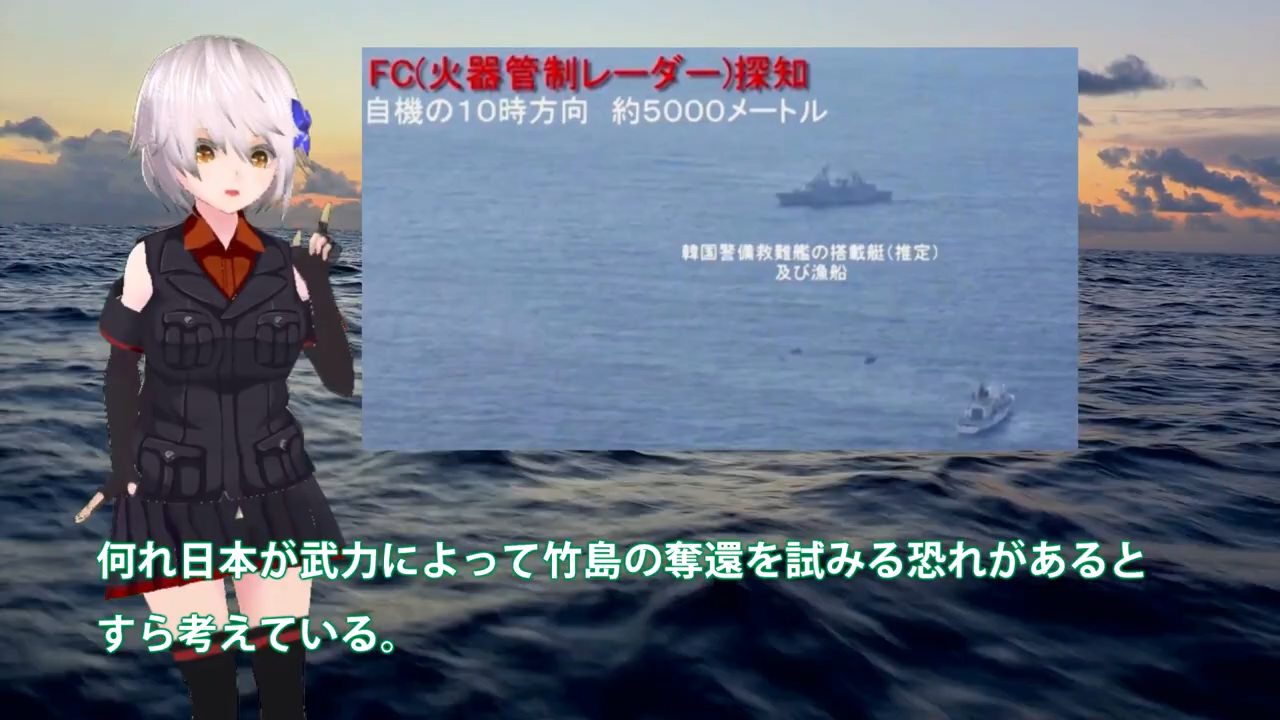 FC(火器管制レーダー)探知
自機の10時方向 約5000メートル
韓国警備救難艦の搭載艇(推定)
及び漁船
何れ日本が武力によって竹島の奪還を試みる恐れがあると
すら考えている。